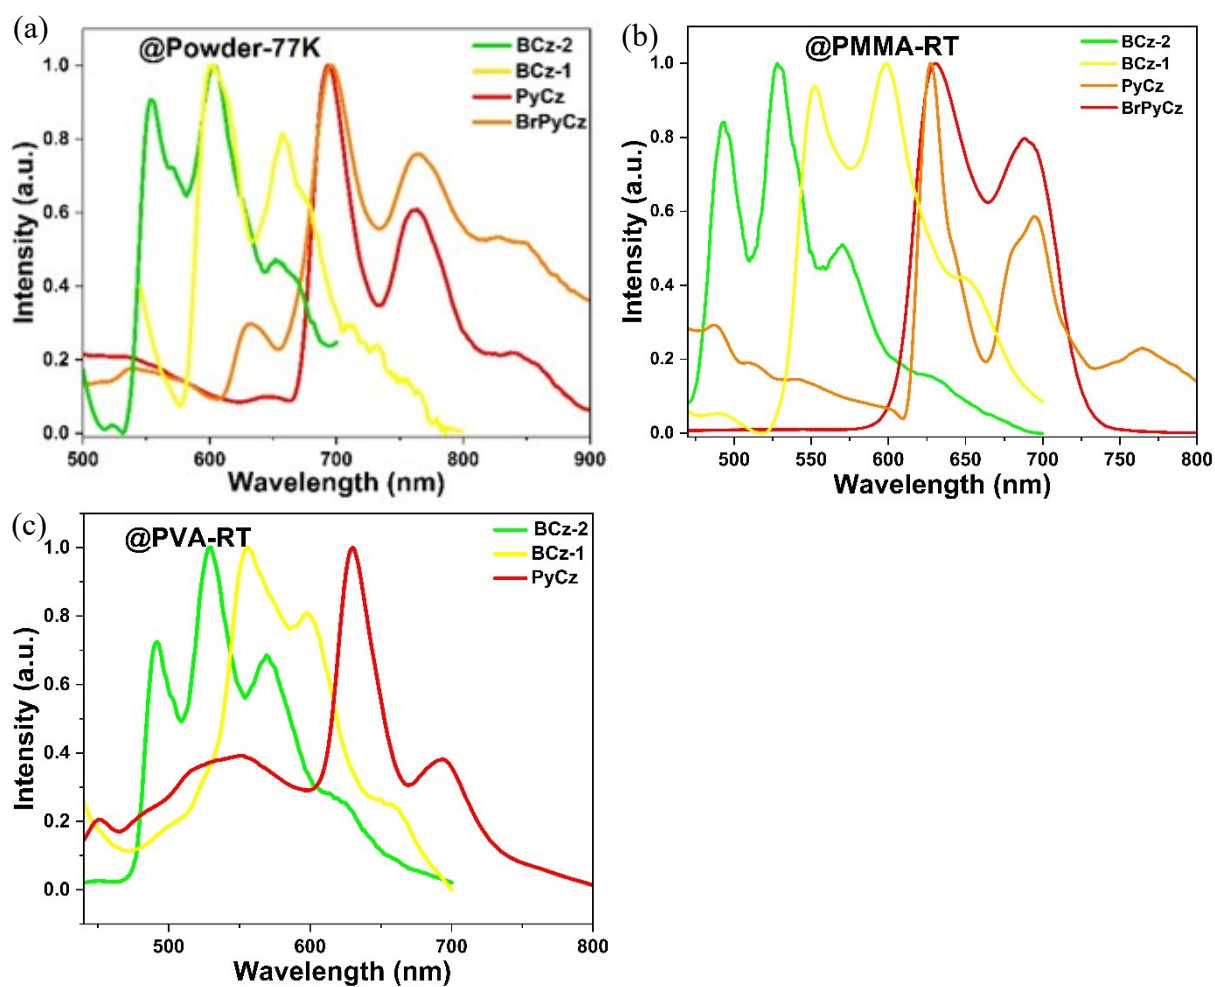 (a)
@Powder-77K
BCz-2
BCz-1
PyCz
BrPyCz
Intensity (a.u.)
1.0
0.8
0.6
0.4
0.2
0.0
500 600 700 800 900
Wavelength (nm)
(b)
@PMMA-RT
BCz-2
BCz-1
PyCz
BrPyCz
Intensity (a.u.)
1.0
0.8
0.6
0.4
0.2
0.0
500 550 600 650 700 750 800
Wavelength (nm)
(c)
@PVA-RT
BCz-2
BCz-1
PyCz
Intensity (a.u.)
1.0
0.8
0.6
0.4
0.2
0.0
500 600 700 800
Wavelength (nm)